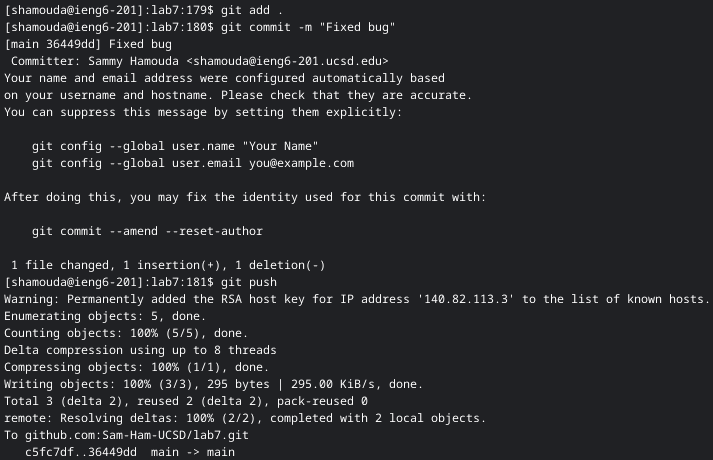 [shamouda@ieng6-201]:lab7:179$ git add .
[shamouda@ieng6-201]:lab7:180$ git commit -m "Fixed bug"
[main 36449dd] Fixed bug
 Committer: Sammy Hamouda <shamouda@ieng6-201.ucsd.edu>
Your name and email address were configured automatically based
on your username and hostname. Please check that they are accurate.
You can suppress this message by setting them explicitly:

    git config --global user.name "Your Name"
    git config --global user.email you@example.com

After doing this, you may fix the identity used for this commit with:

    git commit --amend --reset-author

 1 file changed, 1 insertion(+), 1 deletion(-)
[shamouda@ieng6-201]:lab7:181$ git push
Warning: Permanently added the RSA host key for IP address '140.82.113.3' to the list of known hosts.
Enumerating objects: 5, done.
Counting objects: 100% (5/5), done.
Delta compression using up to 8 threads
Compressing objects: 100% (1/1), done.
Writing objects: 100% (3/3), 295 bytes | 295.00 KiB/s, done.
Total 3 (delta 2), reused 2 (delta 2), pack-reused 0
remote: Resolving deltas: 100% (2/2), completed with 2 local objects.
To github.com:Sam-Ham-UCSD/lab7.git
   c5fc7df..36449dd  main -> main